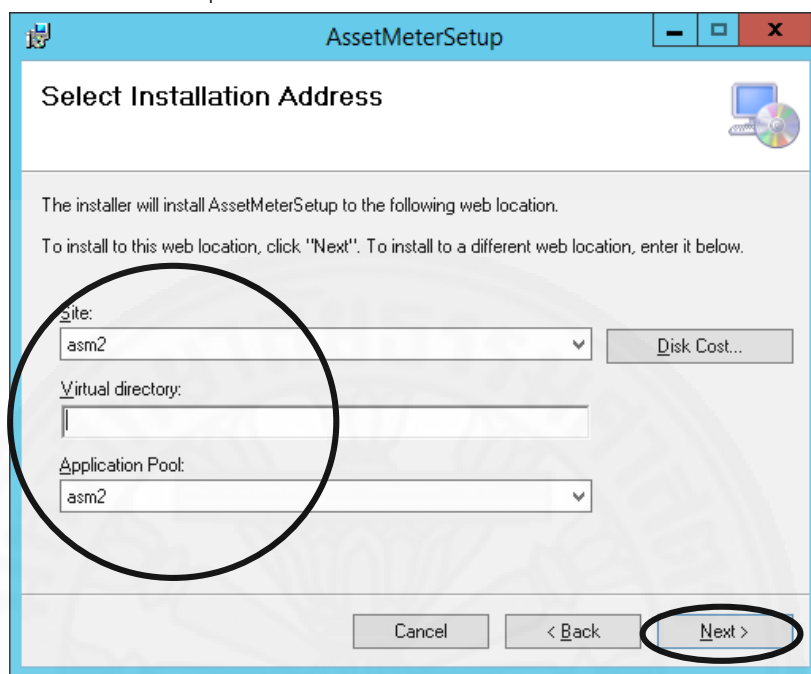 AssetMeterSetup
Select Installation Address
The installer will install AssetMeterSetup to the following web location.
To install to this web location, click "Next". To install to a different web location, enter it below.
Site:
asm2
Disk Cost...
Virtual directory:
Application Pool:
asm2
Cancel
< Back
Next >